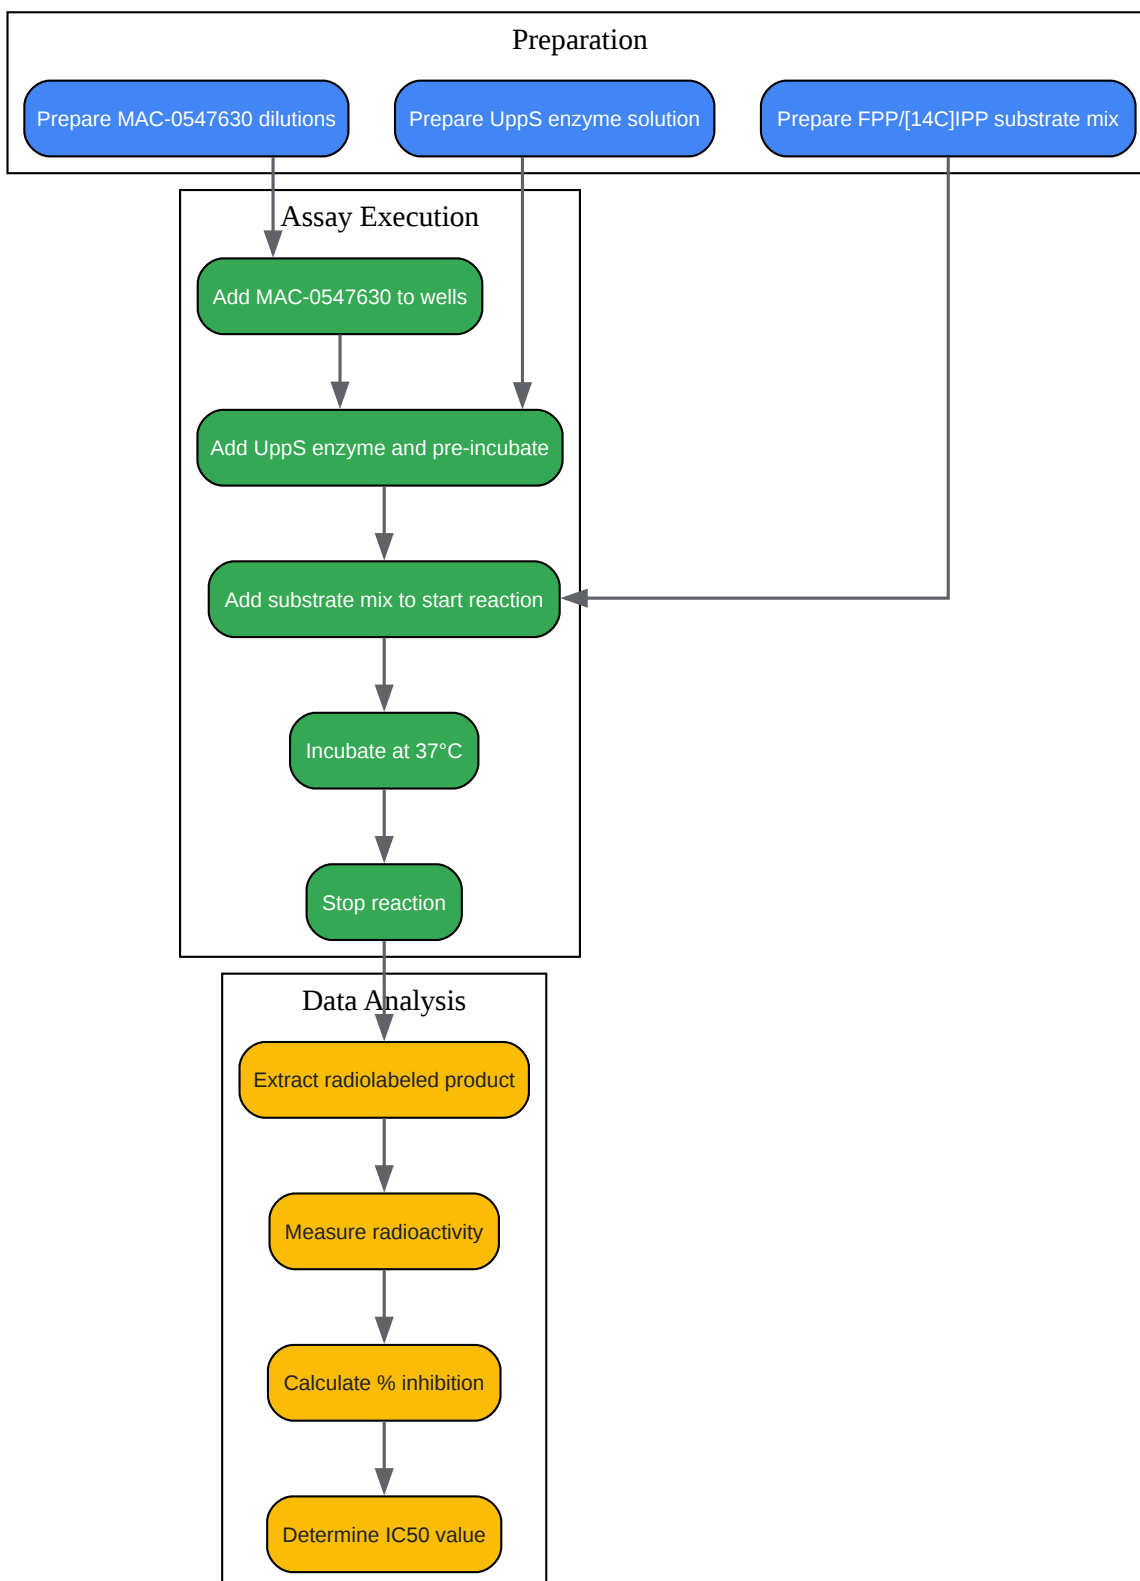 Preparation
Prepare MAC-0547630 dilutions
Prepare UppS enzyme solution
Prepare FPP/[14C]IPP substrate mix
Assay Execution
Add MAC-0547630 to wells
Add UppS enzyme and pre-incubate
Add substrate mix to start reaction
Incubate at 37°C
Stop reaction
Data Analysis
Extract radiolabeled product
Measure radioactivity
Calculate % inhibition
Determine IC50 value